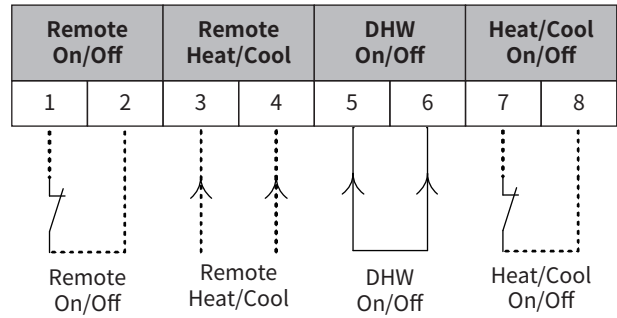 Remote On/Off
Remote Heat/Cool
DHW On/Off
Heat/Cool On/Off
1 2 3 4 5 6 7 8
Remote On/Off
Remote Heat/Cool
DHW On/Off
Heat/Cool On/Off